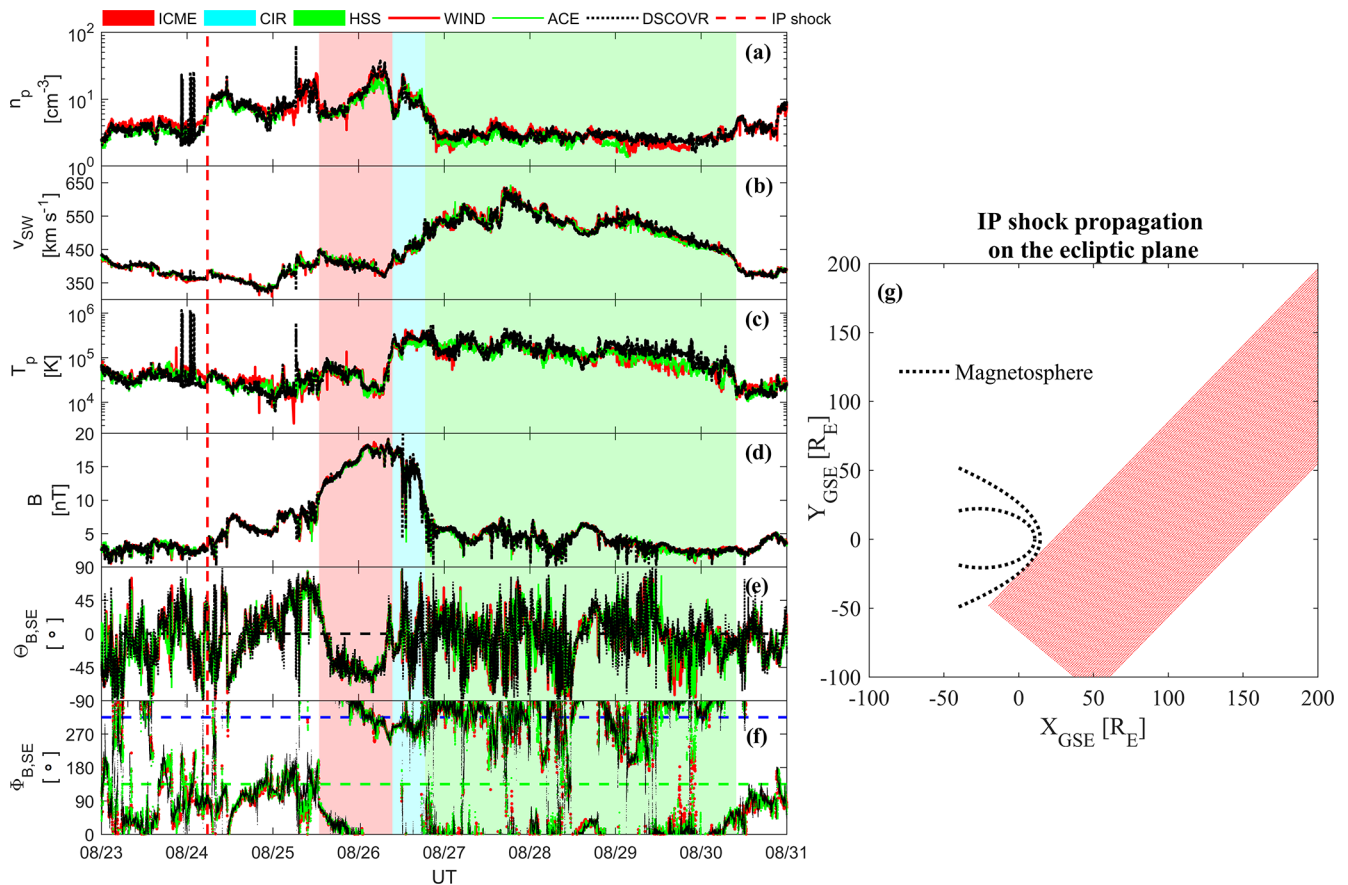 ICME CIR HSS WIND ACE DSCOVR IP shock
(a)
n_p [cm^-3]
10^2
10^1
10^0
(b)
v_SW [km s^-1]
650
550
450
350
(c)
T_p [K]
10^6
10^5
10^4
(d)
B [nT]
20
15
10
5
(e)
Θ_B,SE [°]
90
45
0
-45
-90
(f)
Φ_B,SE [°]
270
180
90
0
08/23 08/24 08/25 08/26 08/27 08/28 08/29 08/30 08/31
UT
IP shock propagation
on the ecliptic plane
(g)
Magnetosphere
Y_GSE [R_E]
200
150
100
50
0
-50
-100
-100 -50 0 50 100 150 200
X_GSE [R_E]